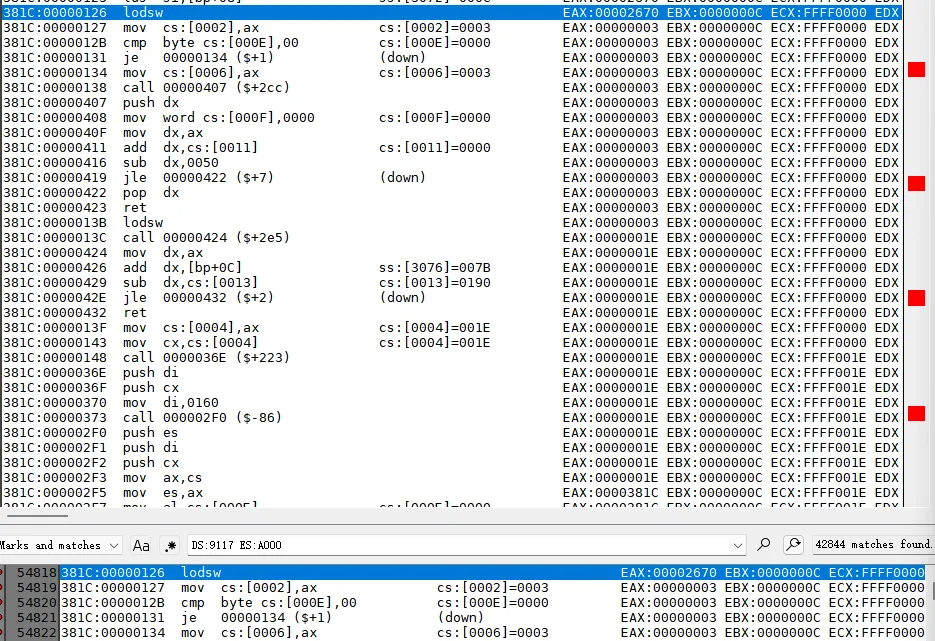 381C:00000126 lodsw EAX:00002670 EBX:0000000C ECX:FFFF0000 EDX
381C:00000127 mov cs:[0002],ax cs:[0002]=0003 EAX:00000003 EBX:0000000C ECX:FFFF0000 EDX
381C:0000012B cmp byte cs:[000E],00 cs:[000E]=0000 EAX:00000003 EBX:0000000C ECX:FFFF0000 EDX
381C:00000131 je 00000134 ($+1) (down) EAX:00000003 EBX:0000000C ECX:FFFF0000 EDX
381C:00000134 mov cs:[0006],ax cs:[0006]=0003 EAX:00000003 EBX:0000000C ECX:FFFF0000 EDX
381C:00000138 call 00000407 ($+2cc) EAX:00000003 EBX:0000000C ECX:FFFF0000 EDX
381C:00000407 push dx EAX:00000003 EBX:0000000C ECX:FFFF0000 EDX
381C:00000408 mov word cs:[000F],0000 cs:[000F]=0000 EAX:00000003 EBX:0000000C ECX:FFFF0000 EDX
381C:0000040F mov dx,ax EAX:00000003 EBX:0000000C ECX:FFFF0000 EDX
381C:00000411 add dx,cs:[0011] cs:[0011]=0000 EAX:00000003 EBX:0000000C ECX:FFFF0000 EDX
381C:00000416 sub dx,0050 EAX:00000003 EBX:0000000C ECX:FFFF0000 EDX
381C:00000419 jle 00000422 ($+7) (down) EAX:00000003 EBX:0000000C ECX:FFFF0000 EDX
381C:00000422 pop dx EAX:00000003 EBX:0000000C ECX:FFFF0000 EDX
381C:00000423 ret EAX:00000003 EBX:0000000C ECX:FFFF0000 EDX
381C:0000013B lodsw EAX:00000003 EBX:0000000C ECX:FFFF0000 EDX
381C:0000013C call 00000424 ($+2e5) EAX:0000001E EBX:0000000C ECX:FFFF0000 EDX
381C:00000424 mov dx,ax EAX:0000001E EBX:0000000C ECX:FFFF0000 EDX
381C:00000426 add dx,[bp+0C] ss:[3076]=007B EAX:0000001E EBX:0000000C ECX:FFFF0000 EDX
381C:00000429 sub dx,cs:[0013] cs:[0013]=0190 EAX:0000001E EBX:0000000C ECX:FFFF0000 EDX
381C:0000042E jle 00000432 ($+2) (down) EAX:0000001E EBX:0000000C ECX:FFFF0000 EDX
381C:00000432 ret EAX:0000001E EBX:0000000C ECX:FFFF0000 EDX
381C:0000013F mov cs:[0004],ax cs:[0004]=001E EAX:0000001E EBX:0000000C ECX:FFFF0000 EDX
381C:00000143 mov cx,cs:[0004] cs:[0004]=001E EAX:0000001E EBX:0000000C ECX:FFFF0000 EDX
381C:00000148 call 0000036E ($+223) EAX:0000001E EBX:0000000C ECX:FFFF001E EDX
381C:0000036E push di EAX:0000001E EBX:0000000C ECX:FFFF001E EDX
381C:0000036F push cx EAX:0000001E EBX:0000000C ECX:FFFF001E EDX
381C:00000370 mov di,0160 EAX:0000001E EBX:0000000C ECX:FFFF001E EDX
381C:00000373 call 000002F0 ($-86) EAX:0000001E EBX:0000000C ECX:FFFF001E EDX
381C:000002F0 push es EAX:0000001E EBX:0000000C ECX:FFFF001E EDX
381C:000002F1 push di EAX:0000001E EBX:0000000C ECX:FFFF001E EDX
381C:000002F2 push cx EAX:0000001E EBX:0000000C ECX:FFFF001E EDX
381C:000002F3 mov ax,cs EAX:0000001E EBX:0000000C ECX:FFFF001E EDX
381C:000002F5 mov es,ax EAX:0000381C EBX:0000000C ECX:FFFF001E EDX
Marks and matches Aa .* DS:9117 ES:A000 42844 matches found.
54818 381C:00000126 lodsw EAX:00002670 EBX:0000000C ECX:FFFF0000
54819 381C:00000127 mov cs:[0002],ax cs:[0002]=0003 EAX:00000003 EBX:0000000C ECX:FFFF0000
54820 381C:0000012B cmp byte cs:[000E],00 cs:[000E]=0000 EAX:00000003 EBX:0000000C ECX:FFFF0000
54821 381C:00000131 je 00000134 ($+1) (down) EAX:00000003 EBX:0000000C ECX:FFFF0000
54822 381C:00000134 mov cs:[0006],ax cs:[0006]=0003 EAX:00000003 EBX:0000000C ECX:FFFF0000